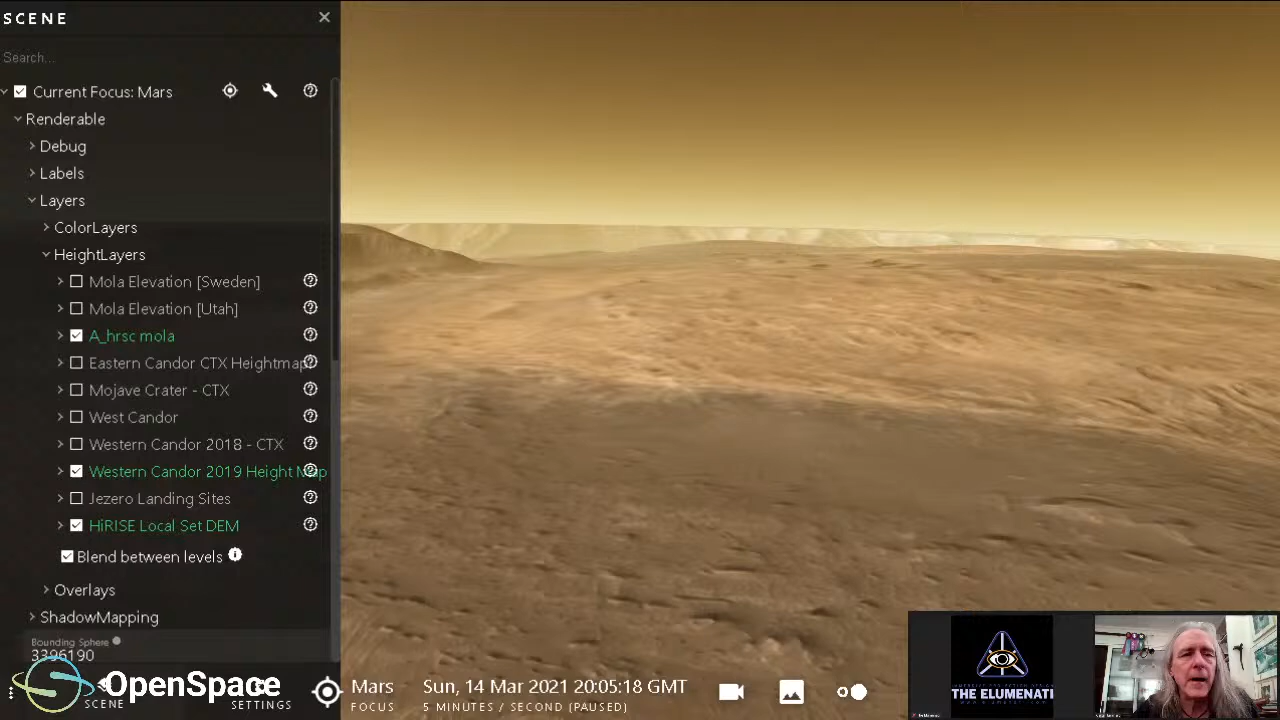 SCENE
Search...
Current Focus: Mars
Renderable
Debug
Labels
Layers
ColorLayers
HeightLayers
Mola Elevation [Sweden]
Mola Elevation [Utah]
A_hrsc mola
Eastern Candor CTX Heightmap
Mojave Crater - CTX
West Candor
Western Candor 2018 - CTX
Western Candor 2019 Height Map
Jezero Landing Sites
HiRISE Local Set DEM
Blend between levels
Overlays
ShadowMapping
Bounding Sphere
3396190
OpenSpace
SCENE
SETTINGS
Mars
FOCUS
Sun, 14 Mar 2021 20:05:18 GMT
5 MINUTES / SECOND (PAUSED)
THE ELUMENATI